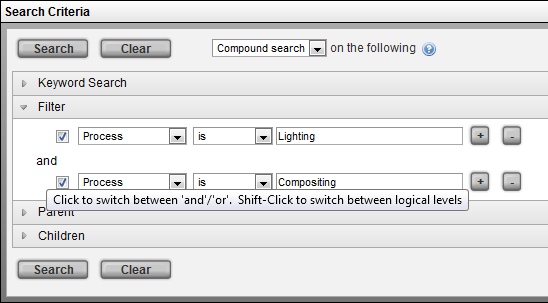 Search Criteria
Search Clear Compound search on the following ?
Keyword Search
Filter
Process is Lighting + -
and
Process is Compositing + -
Click to switch between 'and'/'or'. Shift-Click to switch between logical levels
Parent
Children
Search Clear